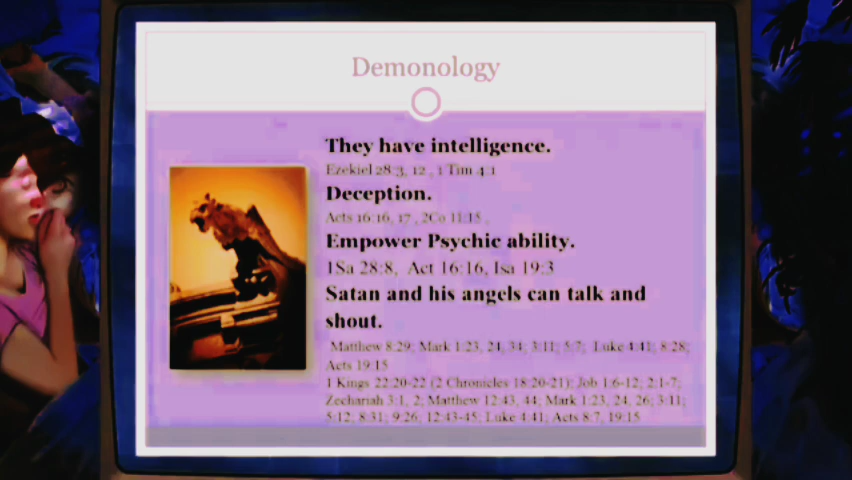 Demonology
They have intelligence.
Ezekiel 28:3, 12 , 1 Tim 4:1
Deception.
Acts 16:16, 17 , 2Co 11:15 ,
Empower Psychic ability.
1Sa 28:8, Act 16:16, Isa 19:3
Satan and his angels can talk and
shout.
Matthew 8:29; Mark 1:23, 24, 34; 3:11; 5:7; Luke 4:41; 8:28;
Acts 19:15
1 Kings 22:20-22 (2 Chronicles 18:20-21); Job 1:6-12; 2:1-7;
Zechariah 3:1, 2; Matthew 12:43, 44; Mark 1:23, 24, 26; 3:11;
5:12; 8:31; 9:26; 12:43-45; Luke 4:41; Acts 8:7, 19:15